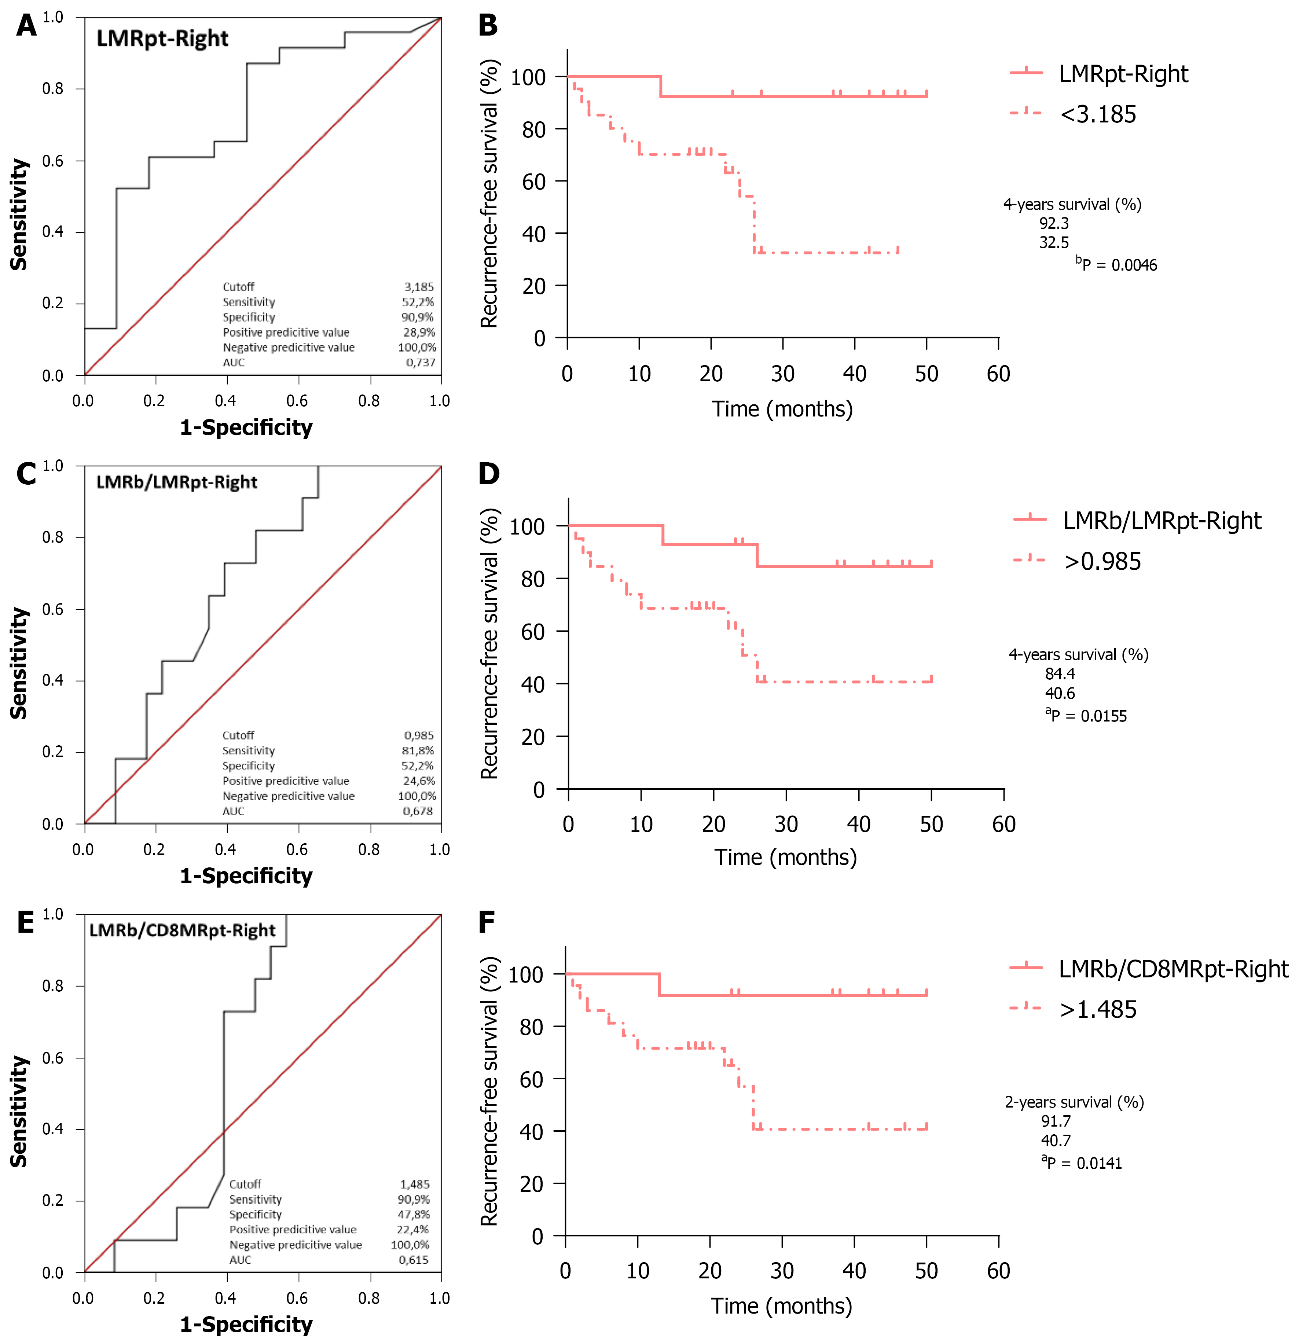 A
LMRpt-Right
1.0
0.8
0.6
0.4
0.2
0.0
Sensitivity
Cutoff 3,185
Sensitivity 52,2%
Specificity 90,9%
Positive predicitive value 28,9%
Negative predicitive value 100,0%
AUC 0,737
0.0 0.2 0.4 0.6 0.8 1.0
1-Specificity
B
100
80
60
40
20
0
Recurrence-free survival (%)
0 10 20 30 40 50 60
Time (months)
LMRpt-Right
<3.185
4-years survival (%)
92.3
32.5
bP = 0.0046
C
LMRb/LMRpt-Right
1.0
0.8
0.6
0.4
0.2
0.0
Sensitivity
Cutoff 0,985
Sensitivity 81,8%
Specificity 52,2%
Positive predicitive value 24,6%
Negative predicitive value 100,0%
AUC 0,678
0.0 0.2 0.4 0.6 0.8 1.0
1-Specificity
D
100
80
60
40
20
0
Recurrence-free survival (%)
0 10 20 30 40 50 60
Time (months)
LMRb/LMRpt-Right
>0.985
4-years survival (%)
84.4
40.6
aP = 0.0155
E
LMRb/CD8MRpt-Right
1.0
0.8
0.6
0.4
0.2
0.0
Sensitivity
Cutoff 1,485
Sensitivity 90,9%
Specificity 47,8%
Positive predicitive value 22,4%
Negative predicitive value 100,0%
AUC 0,615
0.0 0.2 0.4 0.6 0.8 1.0
1-Specificity
F
100
80
60
40
20
0
Recurrence-free survival (%)
0 10 20 30 40 50 60
Time (months)
LMRb/CD8MRpt-Right
>1.485
2-years survival (%)
91.7
40.7
aP = 0.0141